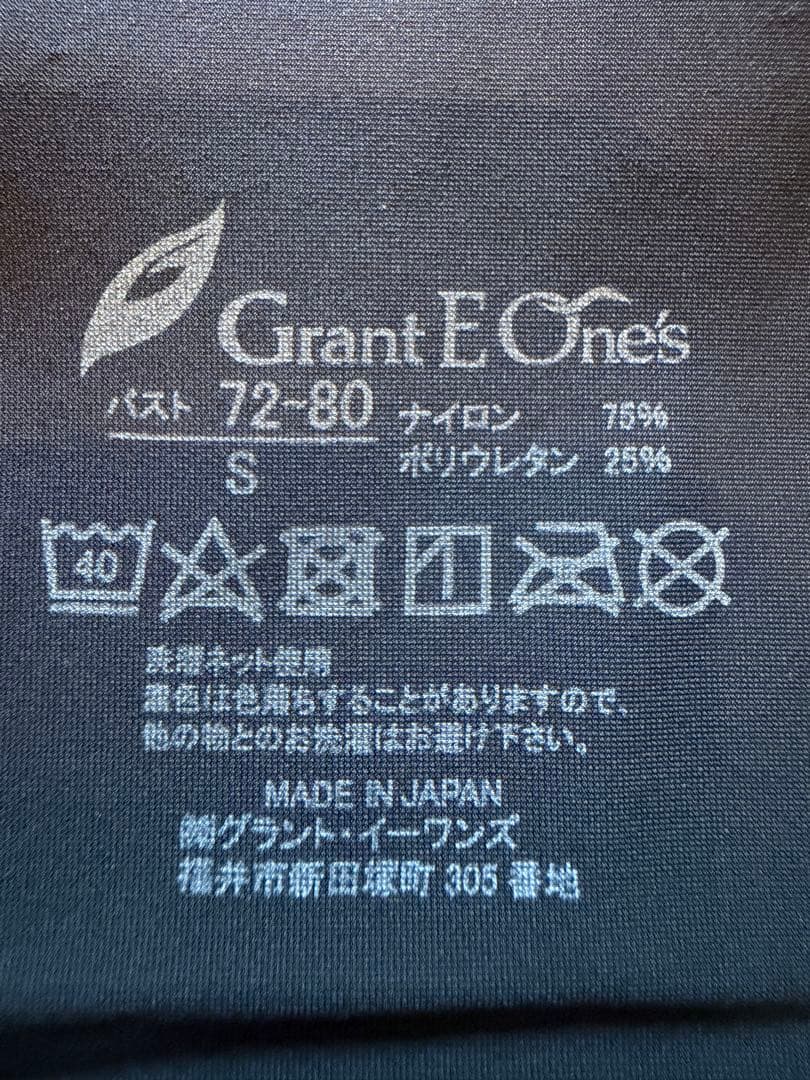 Grant E One's
バスト 72~80
S
ナイロン 75%
ポリウレタン 25%
40
洗濯ネット使用
濃色は色落ちすることがありますので、
他の物とのお洗濯はお避け下さい。
MADE IN JAPAN
㈱グラント・イーワンズ
福井市新田塚町 305 番地